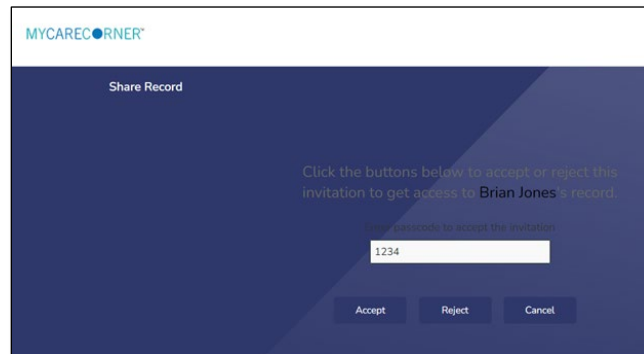 MYCARECORNER™
Share Record
Click the buttons below to accept or reject this
invitation to get access to Brian Jones's record.
Enter passcode to accept the invitation
1234
Accept Reject Cancel